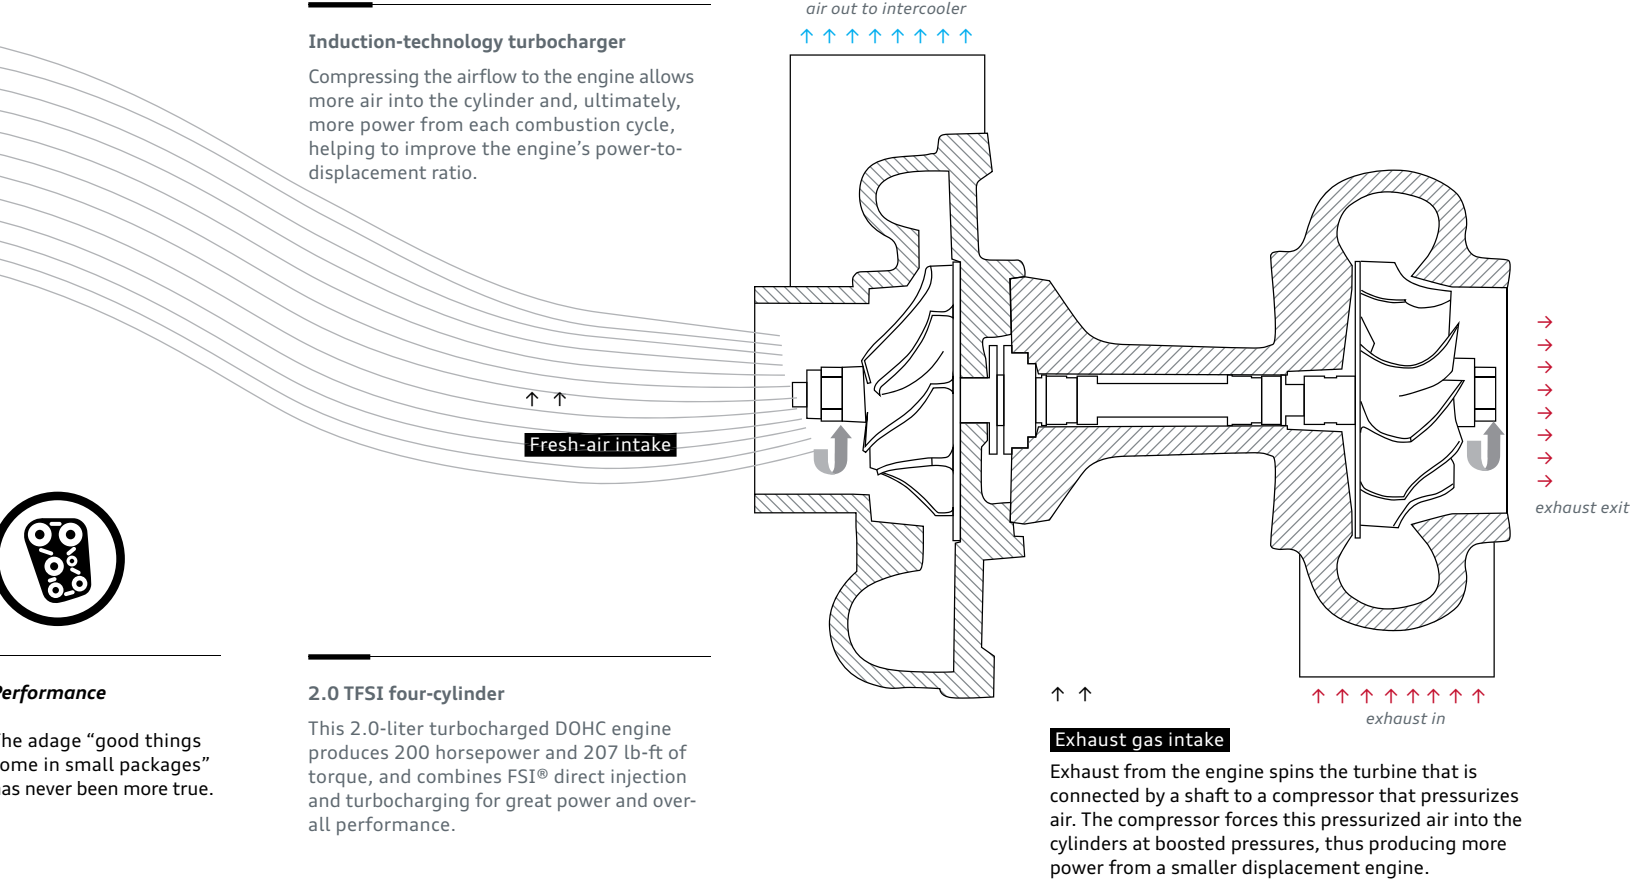 air out to intercooler
Induction-technology turbocharger
Compressing the airflow to the engine allows
more air into the cylinder and, ultimately,
more power from each combustion cycle,
helping to improve the engine’s power-to-
displacement ratio.
Fresh-air intake
exhaust exit
Performance
he adage “good things
ome in small packages”
as never been more true.
2.0 TFSI four-cylinder
This 2.0-liter turbocharged DOHC engine
produces 200 horsepower and 207 lb-ft of
torque, and combines FSI® direct injection
and turbocharging for great power and over-
all performance.
exhaust in
Exhaust gas intake
Exhaust from the engine spins the turbine that is
connected by a shaft to a compressor that pressurizes
air. The compressor forces this pressurized air into the
cylinders at boosted pressures, thus producing more
power from a smaller displacement engine.